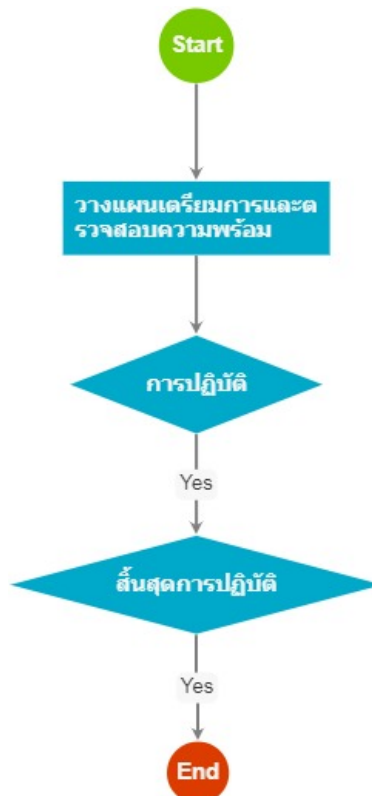 Start
วางแผนเตรียมการและต
รวจสอบความพร้อม
การปฏิบัติ
Yes
สิ้นสุดการปฏิบัติ
Yes
End